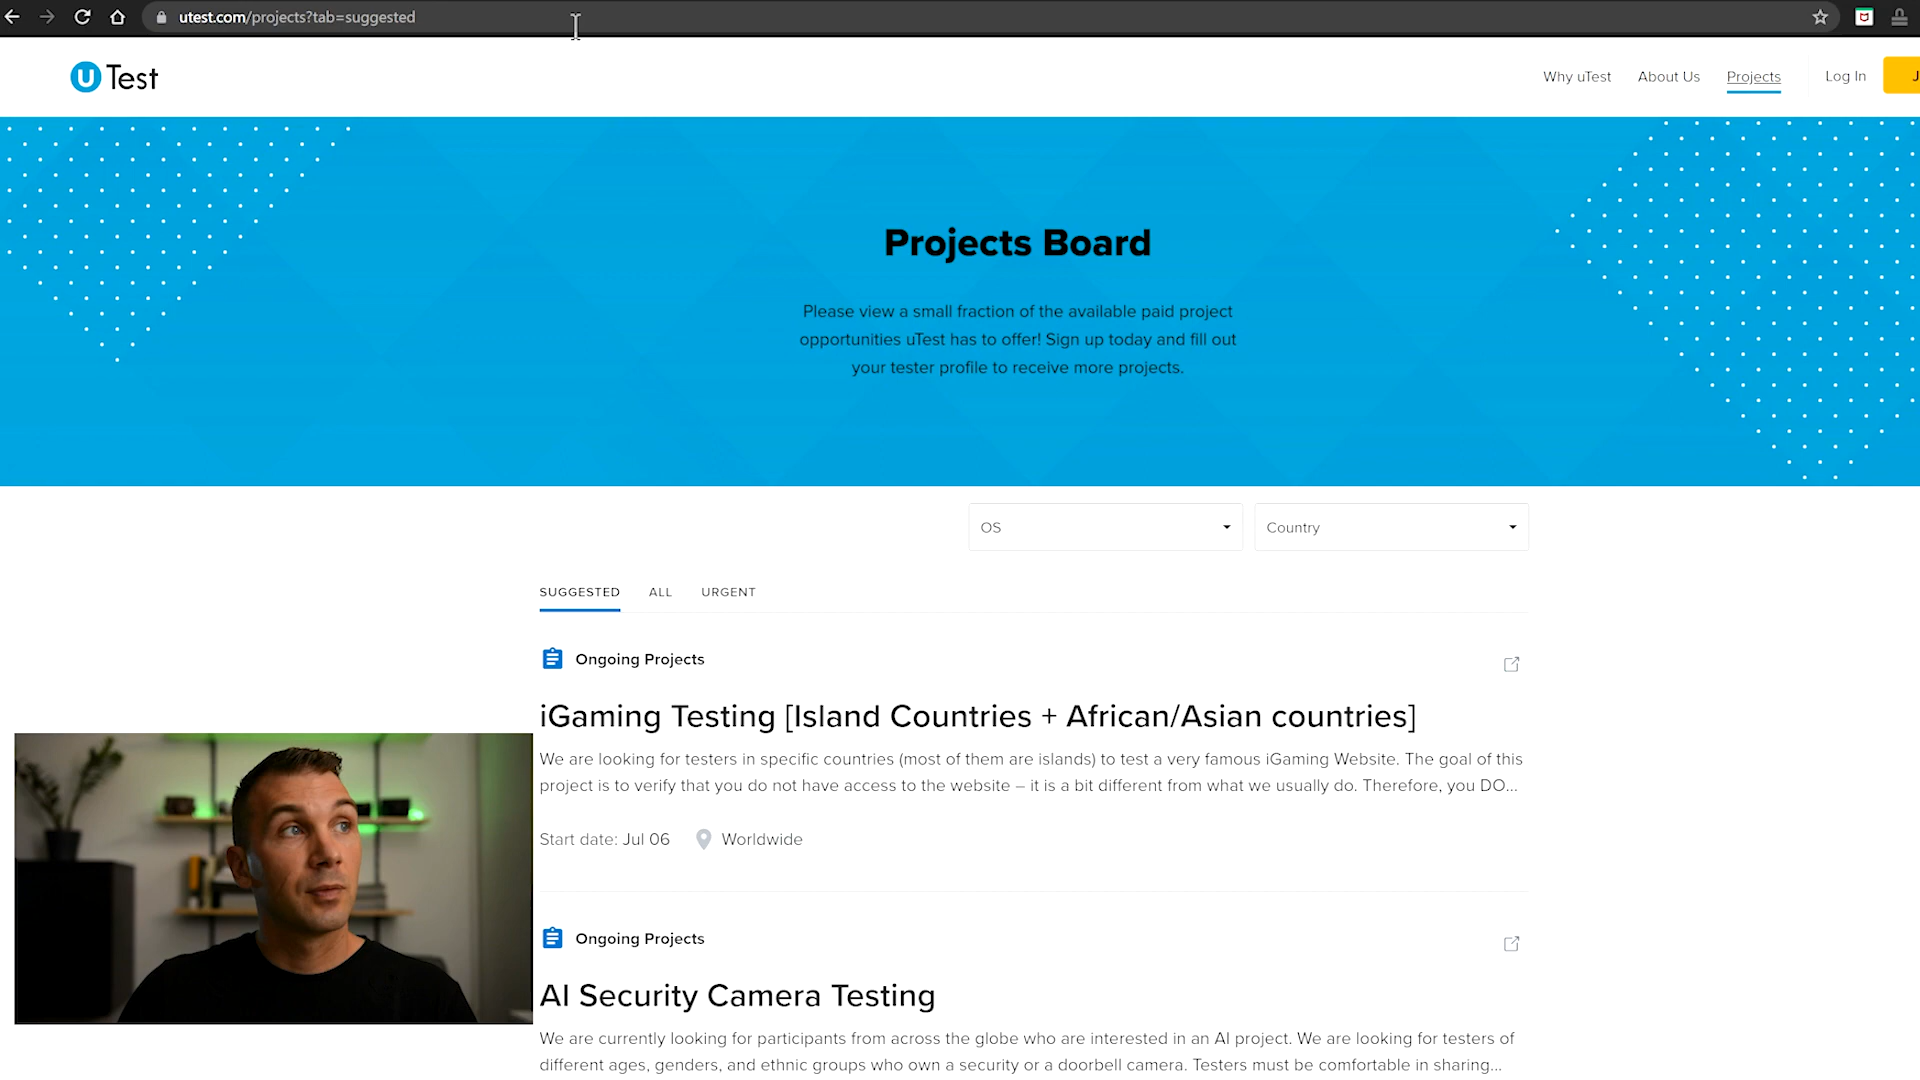 utest.com/projects?tab=suggested
U Test
Why uTest About Us Projects Log In J
Projects Board
Please view a small fraction of the available paid project
opportunities uTest has to offer! Sign up today and fill out
your tester profile to receive more projects.
OS Country
SUGGESTED ALL URGENT
Ongoing Projects
iGaming Testing [Island Countries + African/Asian countries]
We are looking for testers in specific countries (most of them are islands) to test a very famous iGaming Website. The goal of this
project is to verify that you do not have access to the website – it is a bit different from what we usually do. Therefore, you DO...
Start date: Jul 06 Worldwide
Ongoing Projects
AI Security Camera Testing
We are currently looking for participants from across the globe who are interested in an AI project. We are looking for testers of
different ages, genders, and ethnic groups who own a security or a doorbell camera. Testers must be comfortable in sharing...